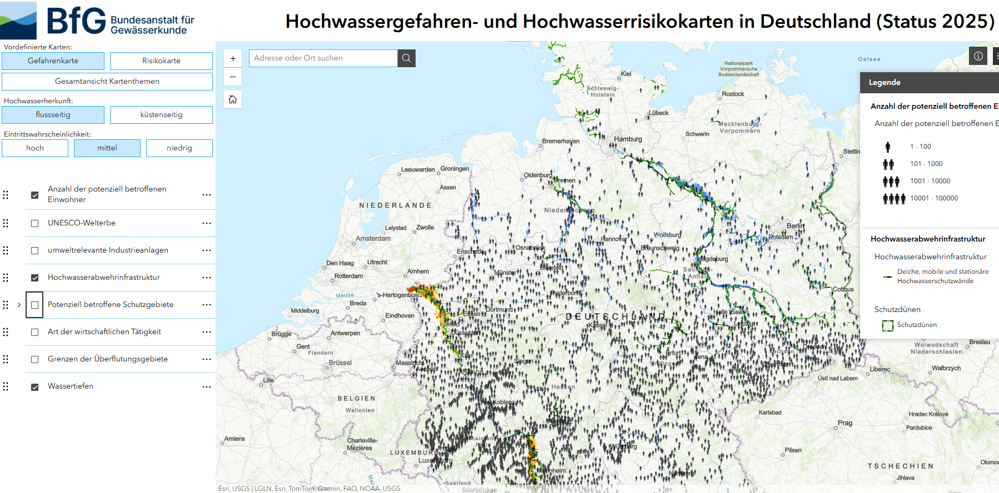 BfG Bundesanstalt für
Gewässerkunde
Hochwassergefahren- und Hochwasserrisikokarten in Deutschland (Status 2025)
Vordefinierte Karten:
Gefahrenkarte
Risikokarte
Gesamtansicht Kartenthemen
Hochwasserherkunft:
flussseitig
küstenseitig
Eintrittswahrscheinlichkeit:
hoch
mittel
niedrig
Anzahl der potenziell betroffenen
Einwohner
UNESCO-Welterbe
umweltrelevante Industrieanlagen
Hochwasserabwehrinfrastruktur
Potenziell betroffene Schutzgebiete
Art der wirtschaftlichen Tätigkeit
Grenzen der Überflutungsgebiete
Wassertiefen
+
−
Adresse oder Ort suchen
Ostsee
Nationalpark
Vorpommersche
Boddenlandschaft
Kiel
Schleswig-
Holstein
Rostock
Lübeck
Mecklenburg-
Vorpommern
Schwerin
Hamburg
Bremerhaven
Elbe
Stettin
Leeuwarden
Groningen
Oldenburg
Bremen
Assen
NIEDERLANDE
Niedersachsen
Lelystad
Zwolle
Berlin
Potsdam
Amsterdam
Wolfsburg
Hannover
Braunschweig
Osnabrück
Enschede
Magdeburg
Den Haag
Utrecht
Bielefeld
Sachsen-
Anhalt
Arnhem
Münster
Rotterdam
Cottbus
Meuse
's-Hertogenbosch
Paderborn
Breda
Middelburg
Eindhoven
Dortmund
Essen
DEUTSCHLAND
Halle (Saale)
Leipzig
Kassel
Krefeld
Düsseldorf
Brügge
Antwerpen
Gent
Flandern
Köln
Dresden
Sachsen
Erfurt
Jena
Brüssel
Maastricht
Aachen
Bonn
Siegen
Thüringen
Chemnitz
Woiwodschaft
Niederschlesien
Breslau
Liberec
Walbrzych
Ústí nad Labem
Lille
Hessen
BELGIEN
Wallonien
Koblenz
Karlsbad
Hradec Králové
Prag
Pardubice
Frankfurt
Amiens
Charleville-
Mézières
Rheinland-
Pfalz
Trier
Würzburg
Pilsen
LUXEMBURG
Luxemburg
TSCHECHIEN
Olomou
Mannheim
Nürnberg
Jihlava
Saarland
Saarbrücken
Brno
Reims
Esri, USGS | LGLN, Esri, TomTom, Garmin, FAO, NOAA, USGS
Legende
Anzahl der potenziell betroffenen Ei
Anzahl der potenziell betroffenen E
1 - 100
101 - 1000
1001 - 10000
10001 - 100000
Hochwasserabwehrinfrastruktur
Hochwasserabwehrinfrastruktur
Deiche, mobile und stationäre
Hochwasserschutzwände
Schutzdünen
Schutzdünen